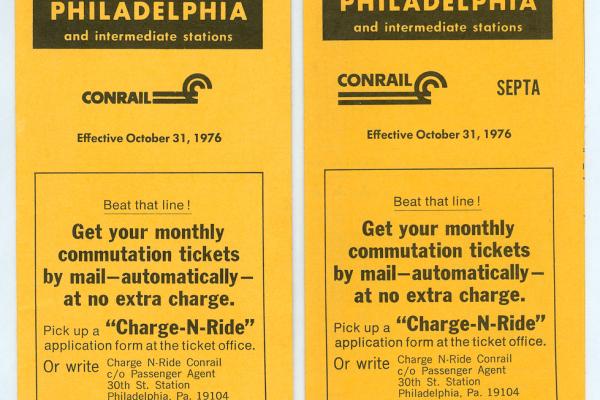 PHILADELPHIA
and intermediate stations
CONRAIL
Effective October 31, 1976
Beat that line!
Get your monthly
commutation tickets
by mail—automatically—
at no extra charge.
Pick up a "Charge-N-Ride"
application form at the ticket office.
Or write Charge N-Ride Conrail
c/o Passenger Agent
30th St. Station
Philadelphia, Pa. 19104
PHILADELPHIA
and intermediate stations
CONRAIL SEPTA
Effective October 31, 1976
Beat that line!
Get your monthly
commutation tickets
by mail—automatically—
at no extra charge.
Pick up a "Charge-N-Ride"
application form at the ticket office.
Or write Charge N-Ride Conrail
c/o Passenger Agent
30th St. Station
Philadelphia, Pa. 19104